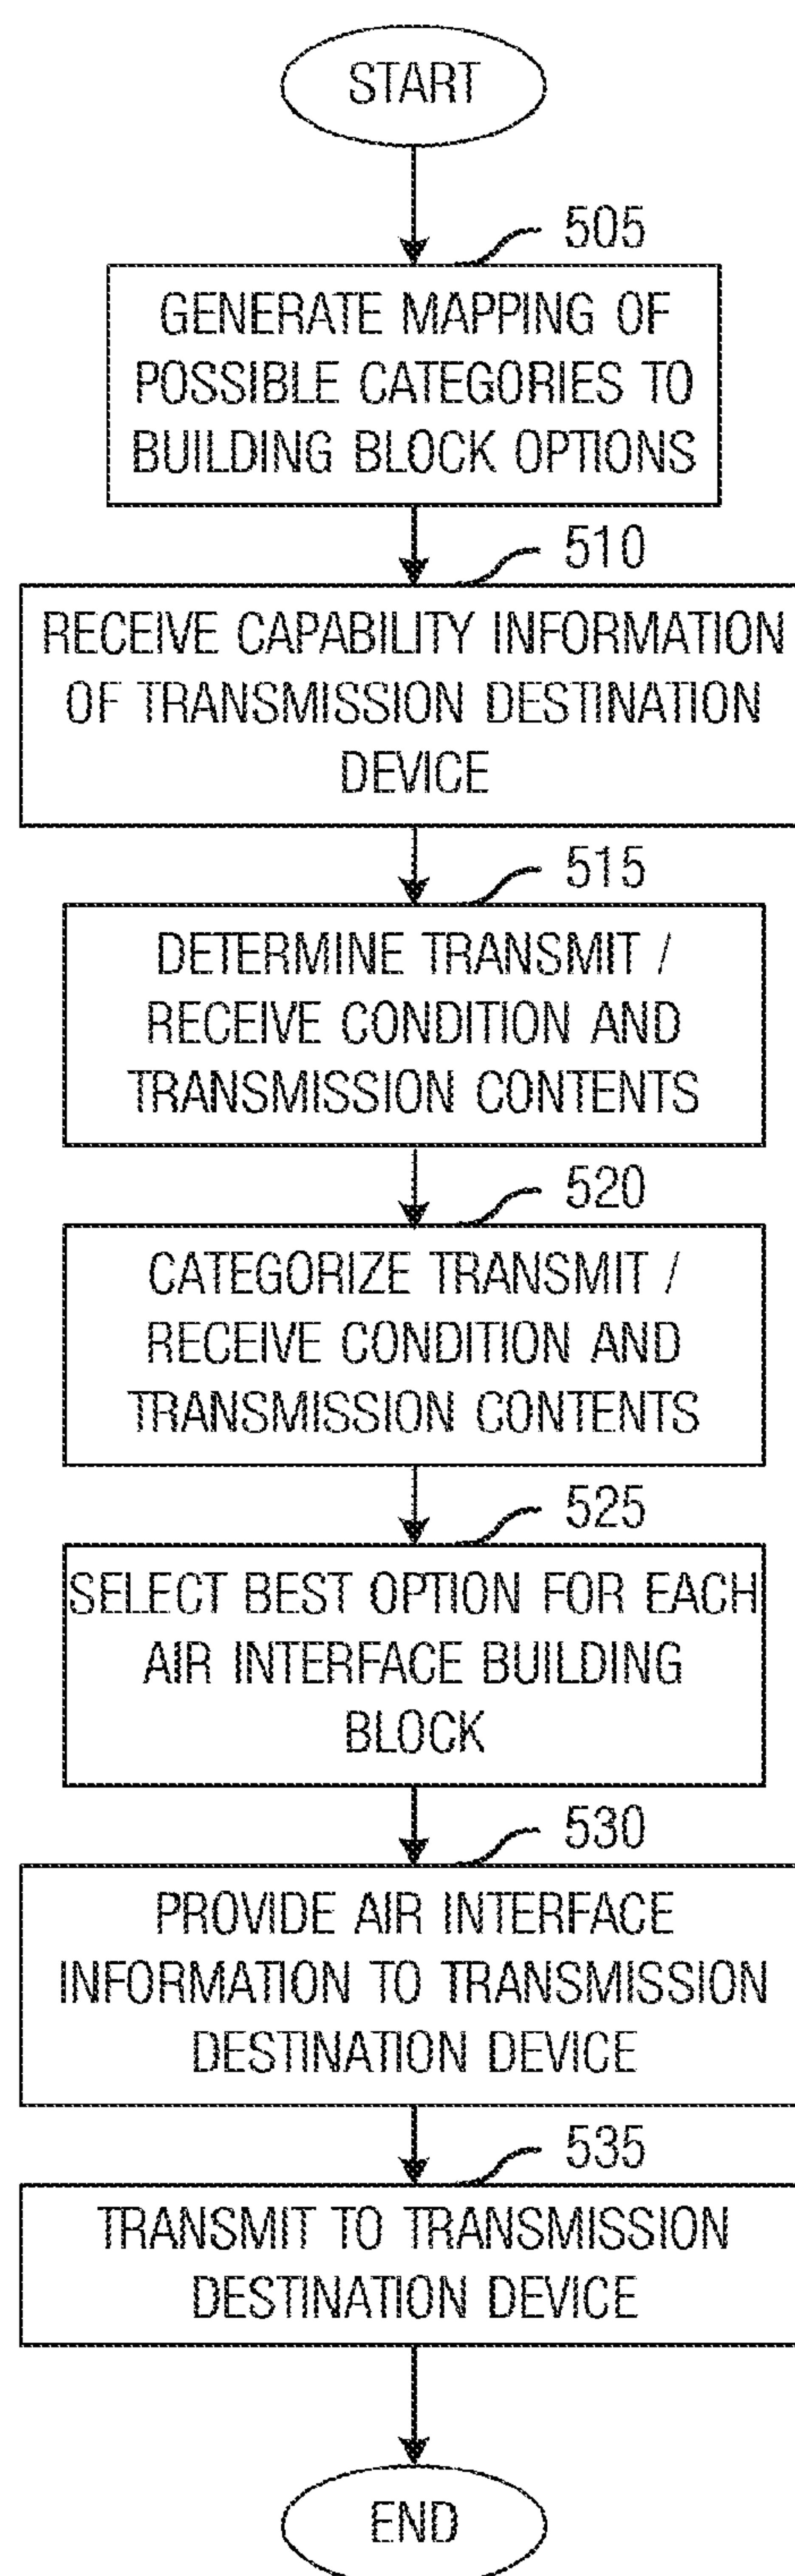 START
505
GENERATE MAPPING OF
POSSIBLE CATEGORIES TO
BUILDING BLOCK OPTIONS
510
RECEIVE CAPABILITY INFORMATION
OF TRANSMISSION DESTINATION
DEVICE
515
DETERMINE TRANSMIT /
RECEIVE CONDITION AND
TRANSMISSION CONTENTS
520
CATEGORIZE TRANSMIT /
RECEIVE CONDITION AND
TRANSMISSION CONTENTS
525
SELECT BEST OPTION FOR EACH
AIR INTERFACE BUILDING
BLOCK
530
PROVIDE AIR INTERFACE
INFORMATION TO TRANSMISSION
DESTINATION DEVICE
535
TRANSMIT TO TRANSMISSION
DESTINATION DEVICE
END